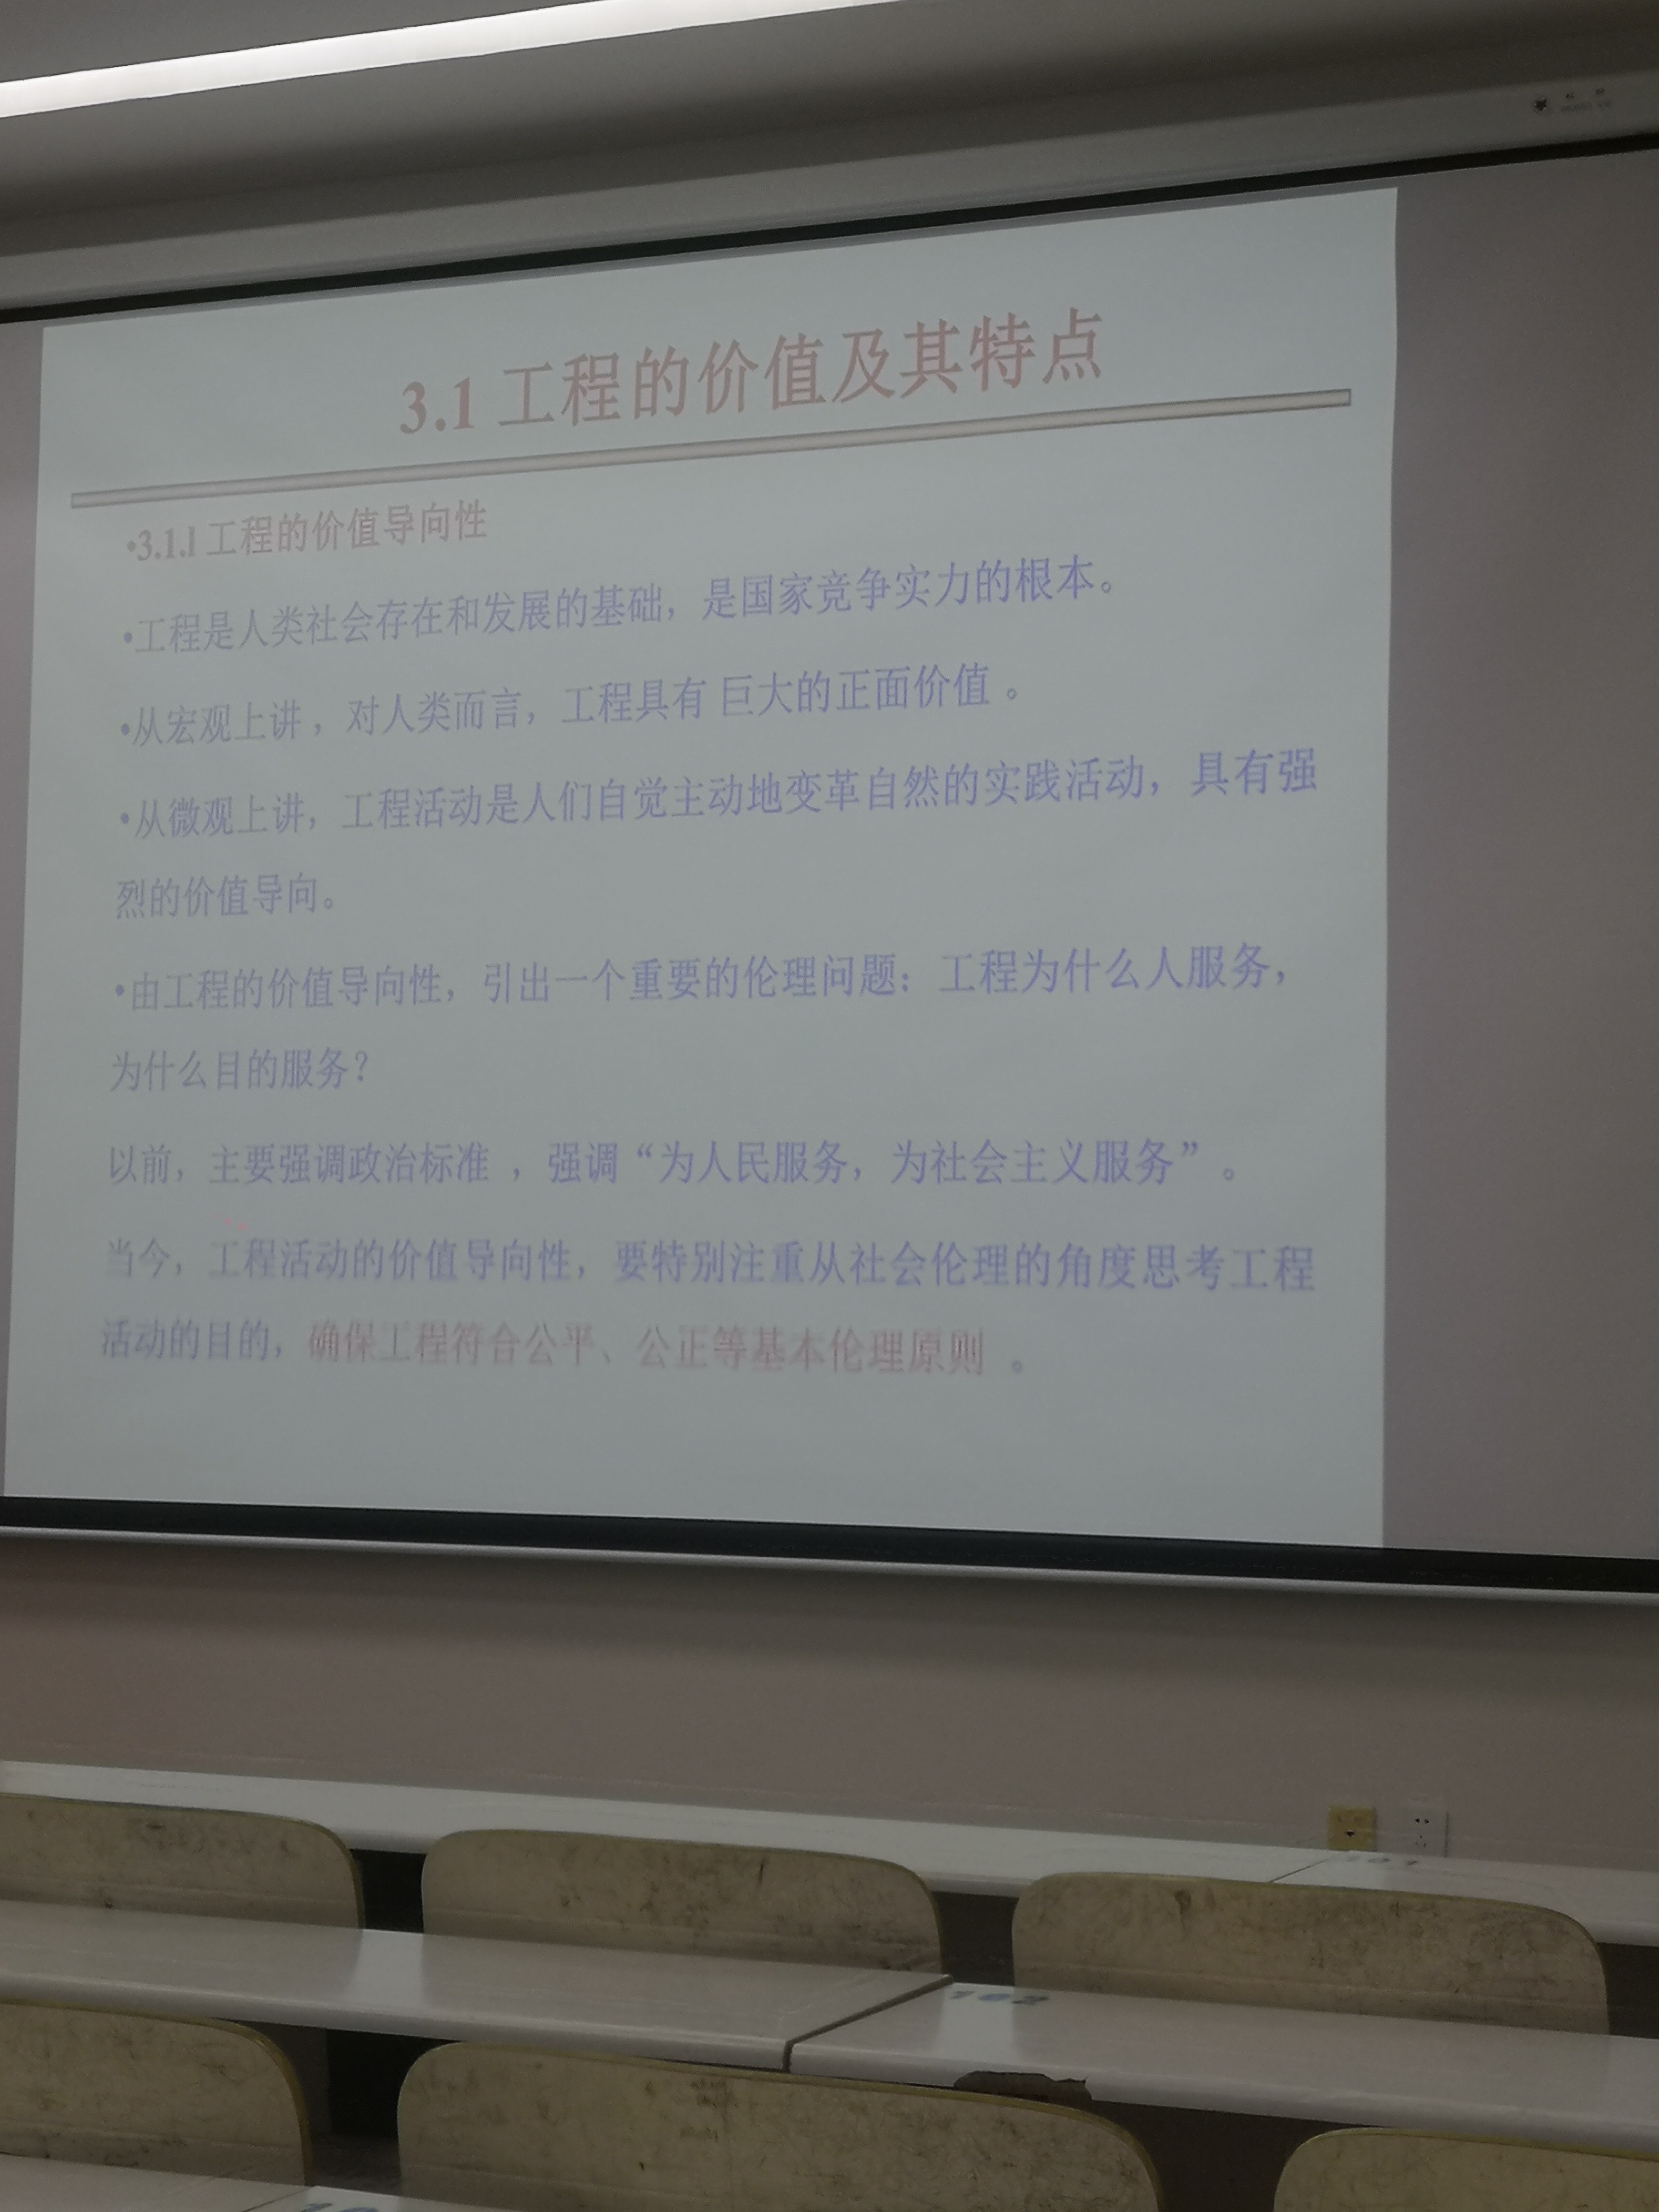 3.1 工程的价值及其特点
•3.1.1 工程的价值导向性
•工程是人类社会存在和发展的基础，是国家竞争实力的根本。
•从宏观上讲，对人类而言，工程具有 巨大的正面价值 。
•从微观上讲，工程活动是人们自觉主动地变革自然的实践活动，具有强
烈的价值导向。
•由工程的价值导向性，引出一个重要的伦理问题：工程为什么人服务，
为什么目的服务？
以前，主要强调政治标准 ，强调“为人民服务，为社会主义服务”。
当今，工程活动的价值导向性，要特别注重从社会伦理的角度思考工程
活动的目的，确保工程符合公平、公正等基本伦理原则 。
101
102